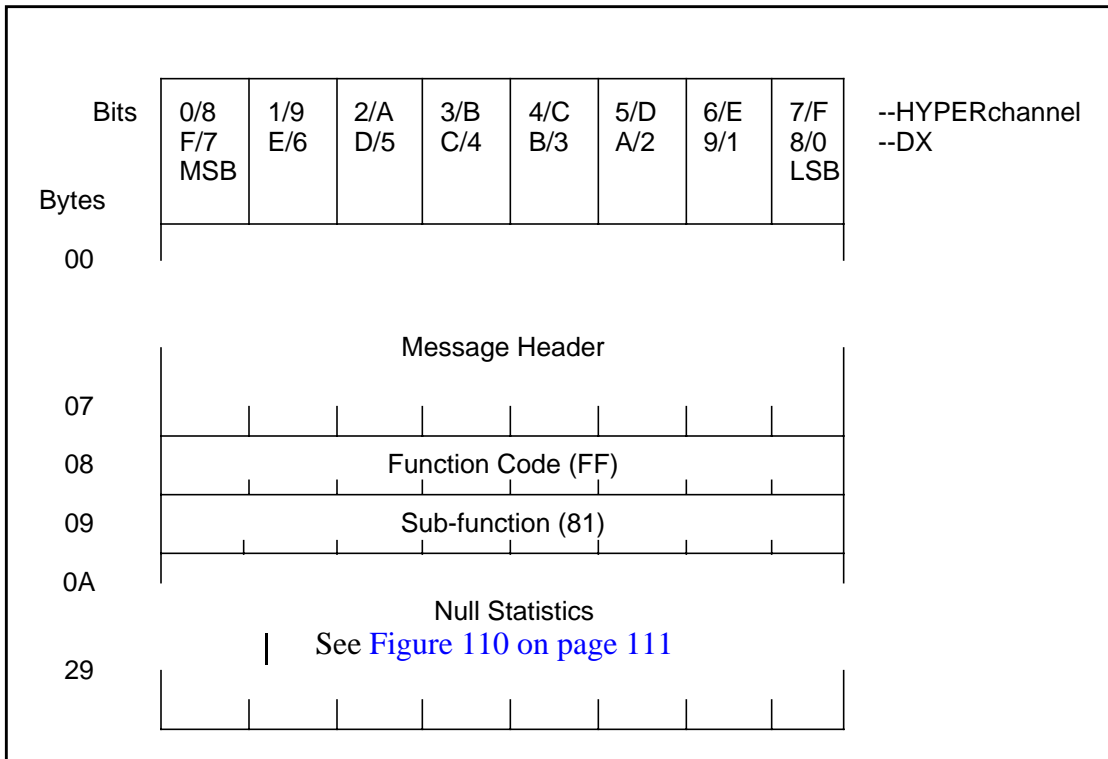 Bits 0/8 1/9 2/A 3/B 4/C 5/D 6/E 7/F --HYPERchannel
F/7 E/6 D/5 C/4 B/3 A/2 9/1 8/0 --DX
MSB LSB
Bytes
00
Message Header
07
08 Function Code (FF)
09 Sub-function (81)
0A
Null Statistics
See Figure 110 on page 111
29